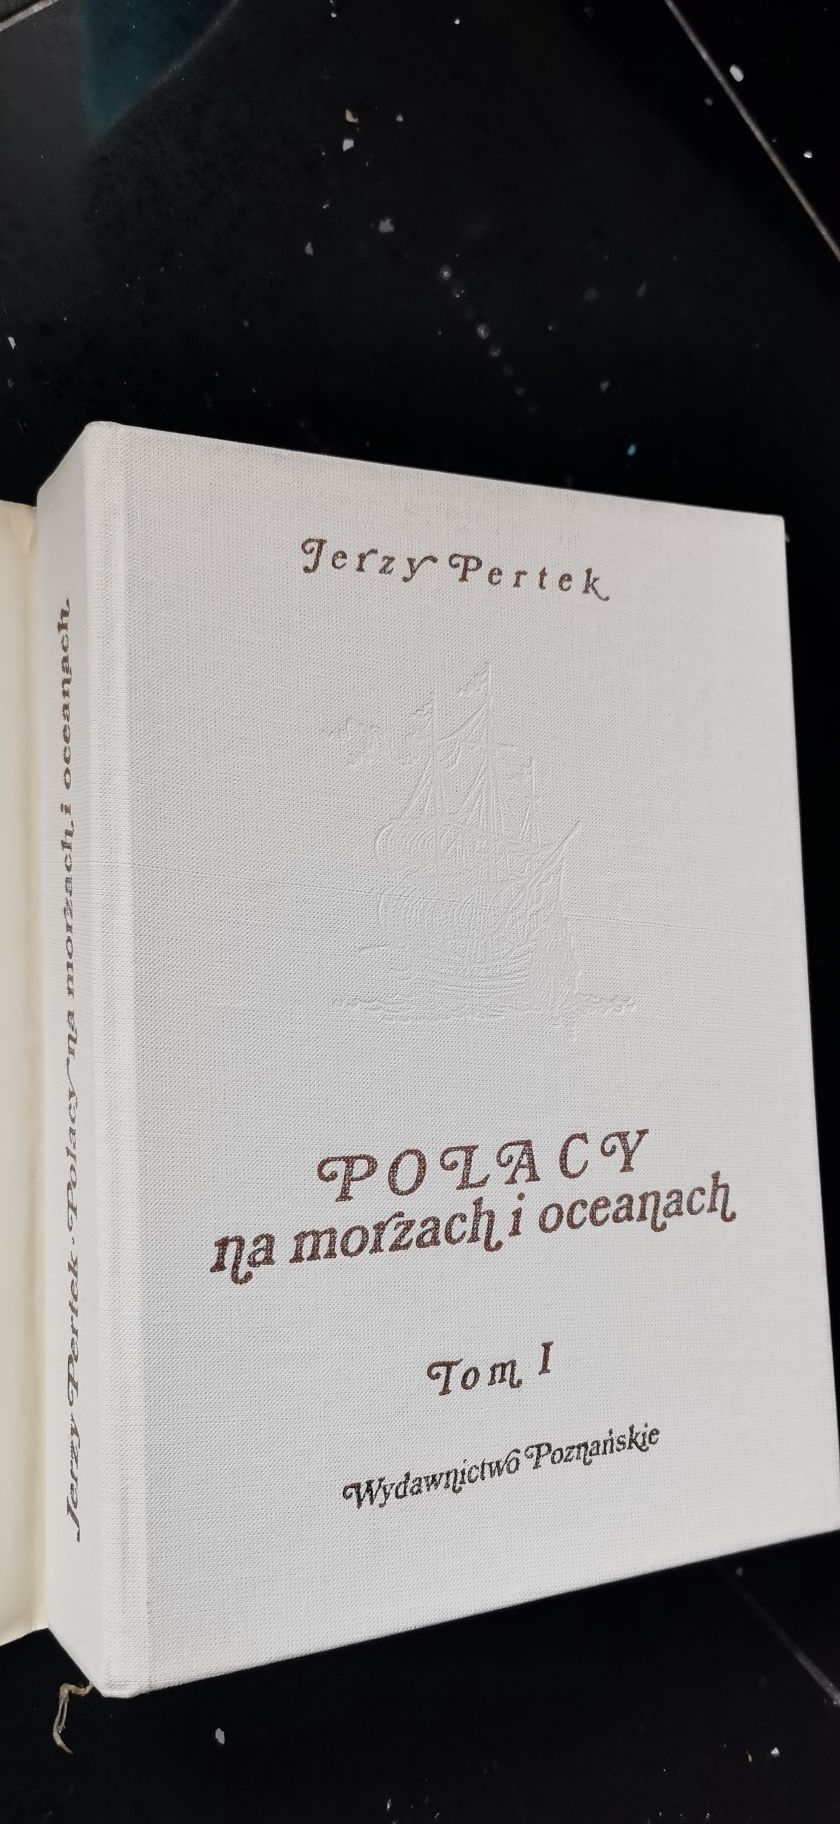 Jerzy Pertek
POLACY
na morzach i oceanach
Tom I
Wydawnictwo Poznańskie
Jerzy Pertek · Polacy na morzach i oceanach